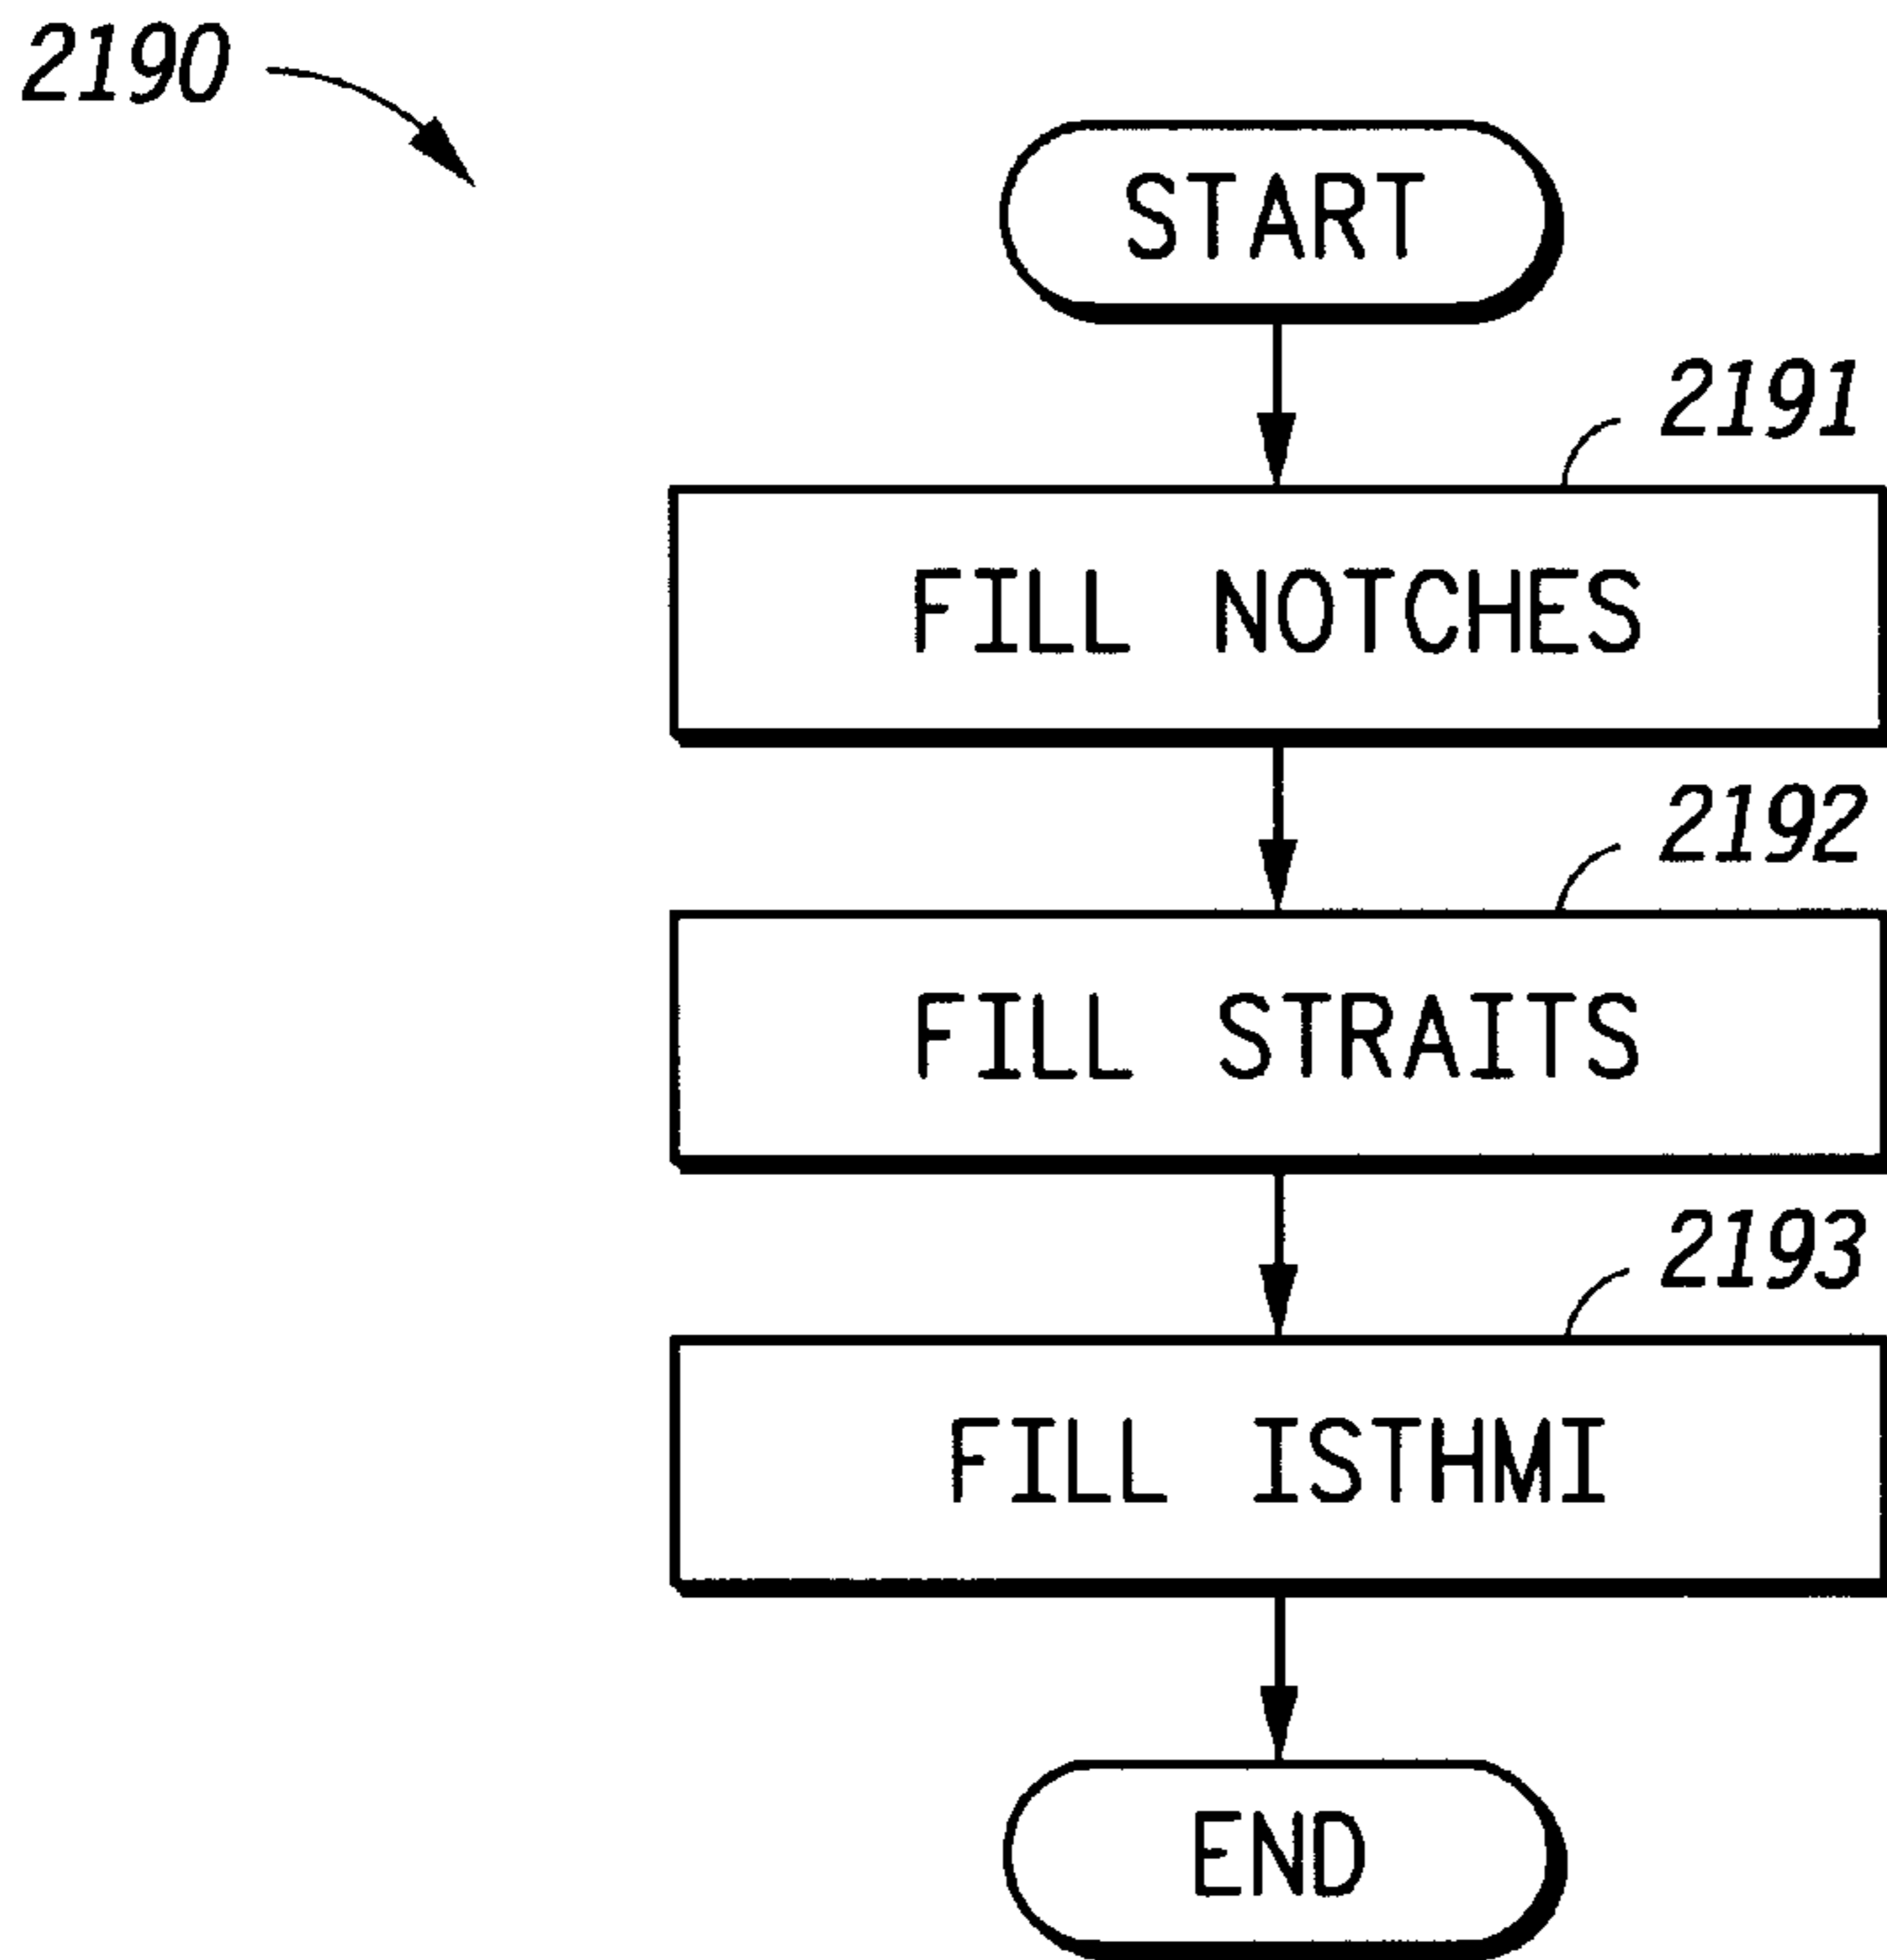 2190
START
2191
FILL NOTCHES
2192
FILL STRAITS
2193
FILL ISTHMI
END